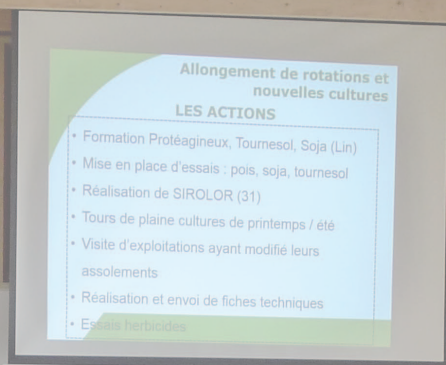 Allongement de rotations et
nouvelles cultures
LES ACTIONS
• Formation Protéagineux, Tournesol, Soja (Lin)
• Mise en place d'essais : pois, soja, tournesol
• Réalisation de SIROLOR (31)
• Tours de plaine cultures de printemps / été
• Visite d'exploitations ayant modifié leurs
assolements
• Réalisation et envoi de fiches techniques
• Essais herbicides